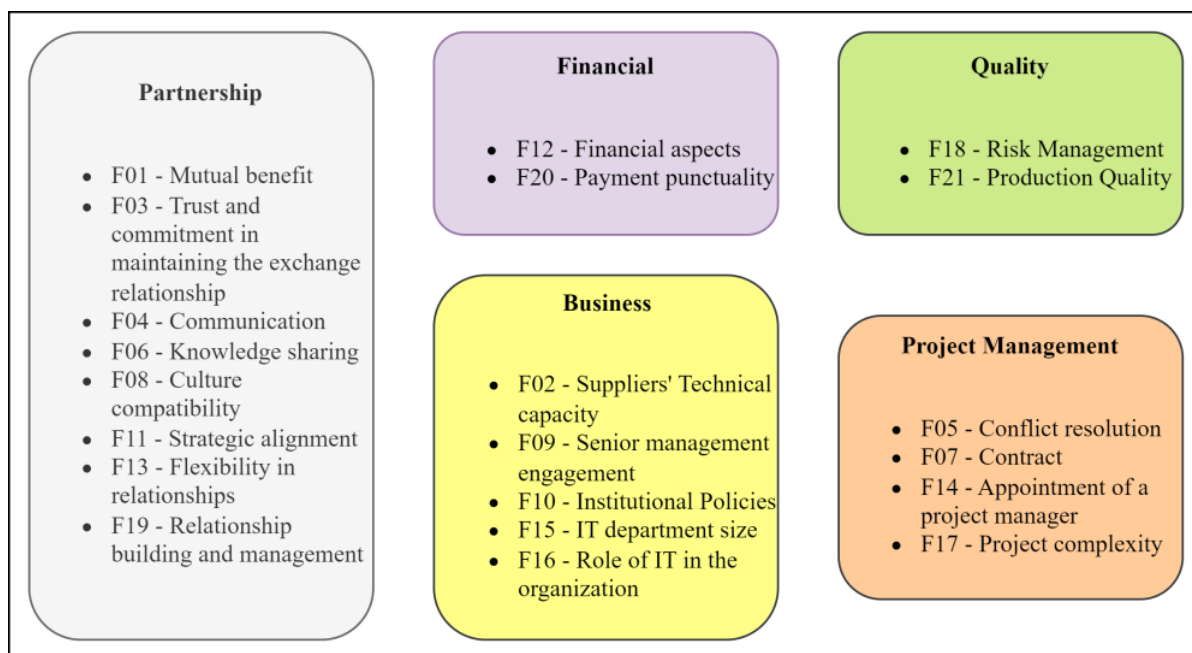 Partnership
• F01 - Mutual benefit
• F03 - Trust and
commitment in
maintaining the exchange
relationship
• F04 - Communication
• F06 - Knowledge sharing
• F08 - Culture
compatibility
• F11 - Strategic alignment
• F13 - Flexibility in
relationships
• F19 - Relationship
building and management
Financial
• F12 - Financial aspects
• F20 - Payment punctuality
Quality
• F18 - Risk Management
• F21 - Production Quality
Business
• F02 - Suppliers' Technical
capacity
• F09 - Senior management
engagement
• F10 - Institutional Policies
• F15 - IT department size
• F16 - Role of IT in the
organization
Project Management
• F05 - Conflict resolution
• F07 - Contract
• F14 - Appointment of a
project manager
• F17 - Project complexity